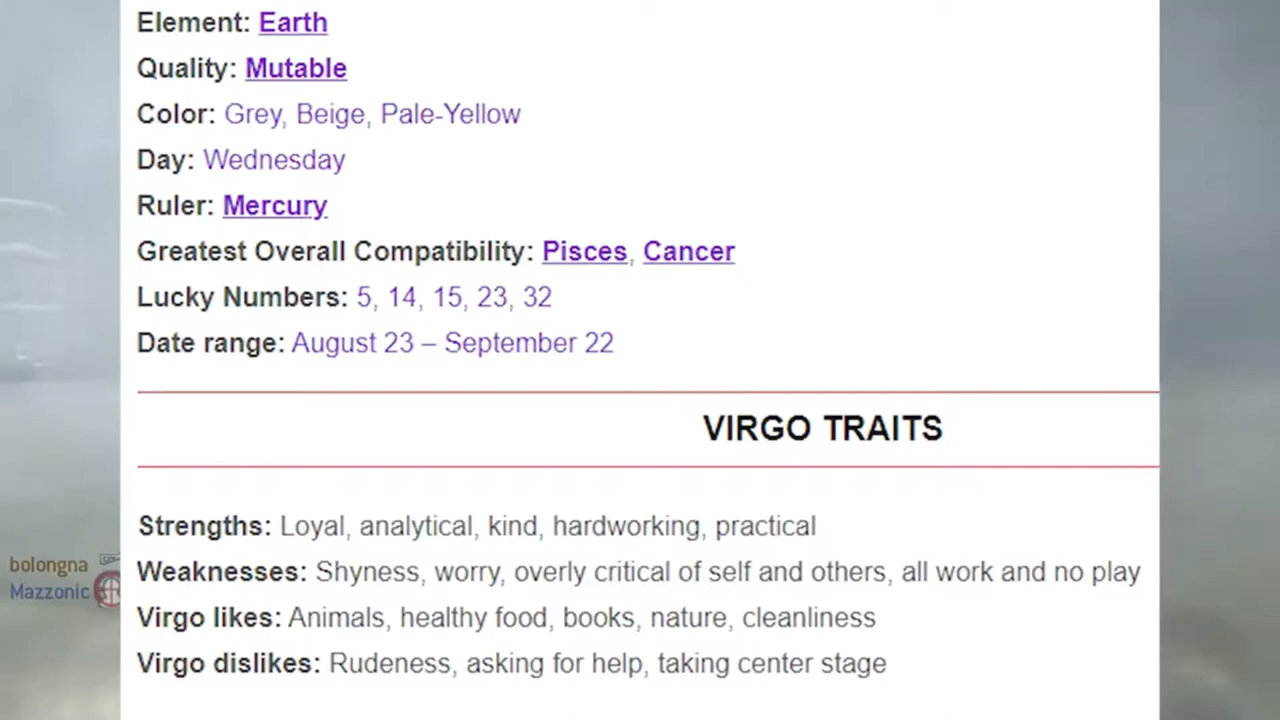 Element: Earth
Quality: Mutable
Color: Grey, Beige, Pale-Yellow
Day: Wednesday
Ruler: Mercury
Greatest Overall Compatibility: Pisces, Cancer
Lucky Numbers: 5, 14, 15, 23, 32
Date range: August 23 – September 22
VIRGO TRAITS
Strengths: Loyal, analytical, kind, hardworking, practical
bolongna
Weaknesses: Shyness, worry, overly critical of self and others, all work and no play
Mazzonic
Virgo likes: Animals, healthy food, books, nature, cleanliness
Virgo dislikes: Rudeness, asking for help, taking center stage